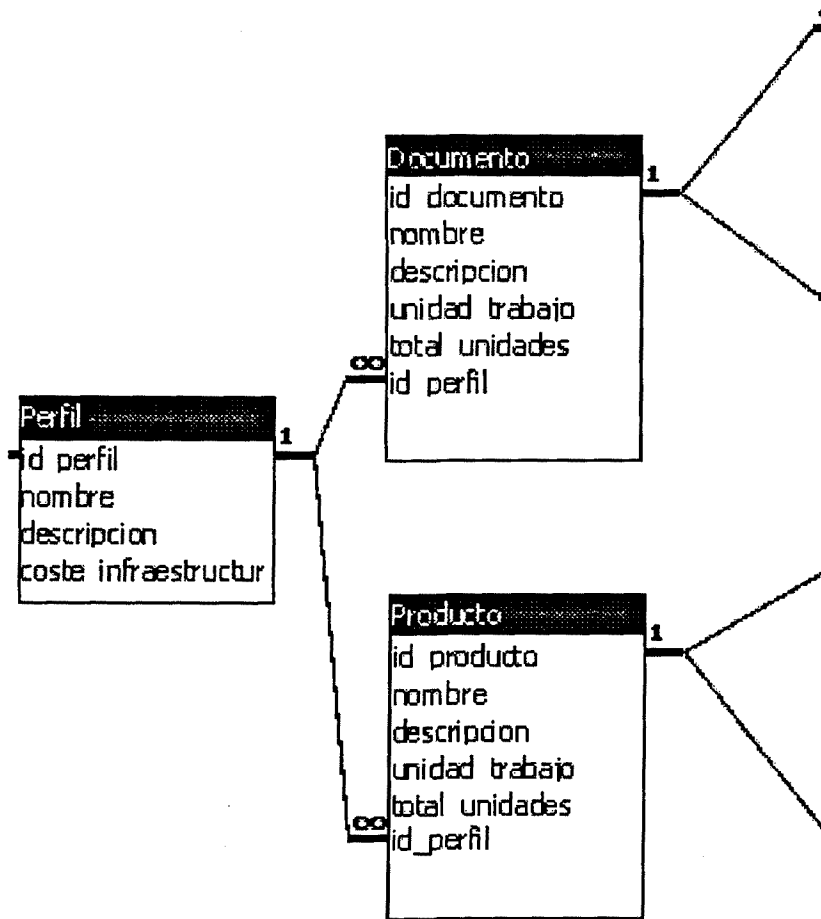 Documento
1
id documento
nombre
descripcion
unidad trabajo
total unidades
∞
id perfil
Perfil
1
id perfil
nombre
descripcion
coste infraestructur
Producto
1
id producto
nombre
descripcion
unidad trabajo
total unidades
∞
id_perfil